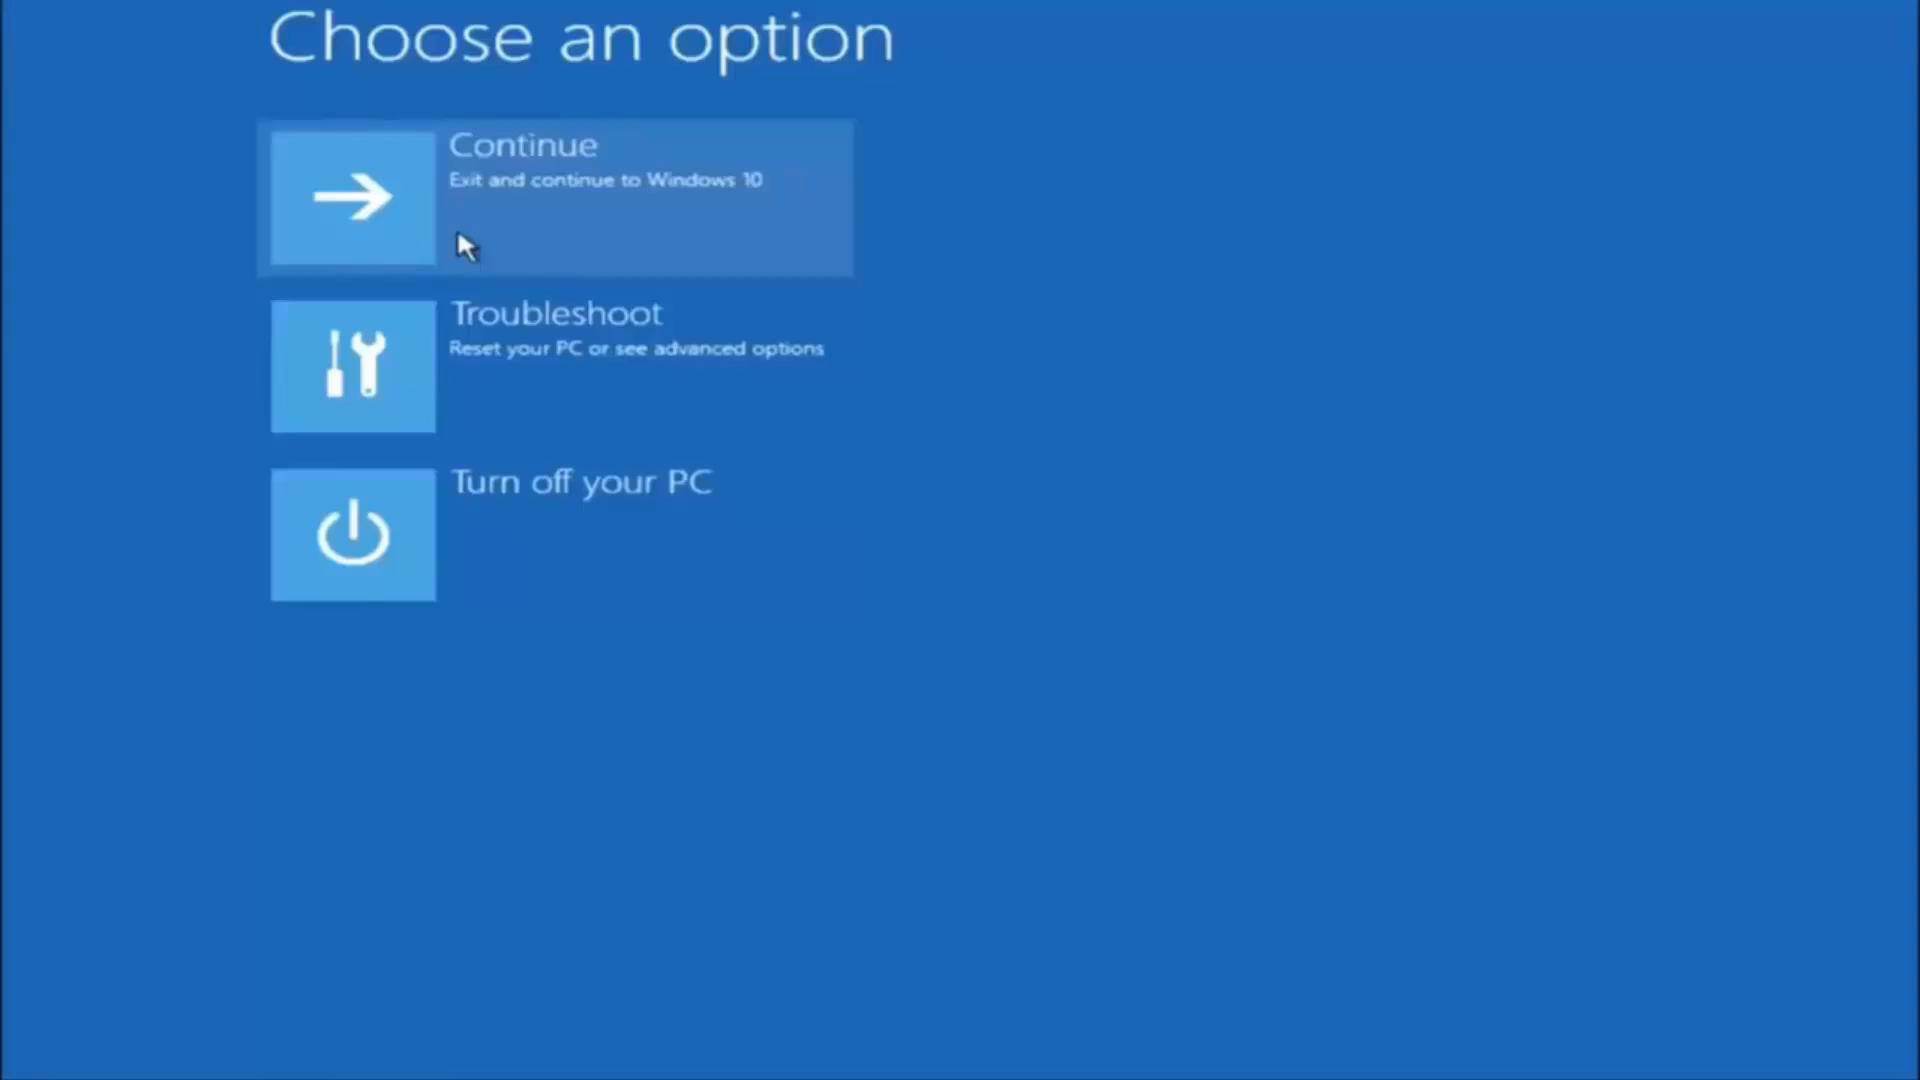 Choose an option
Continue
Exit and continue to Windows 10
Troubleshoot
Reset your PC or see advanced options
Turn off your PC